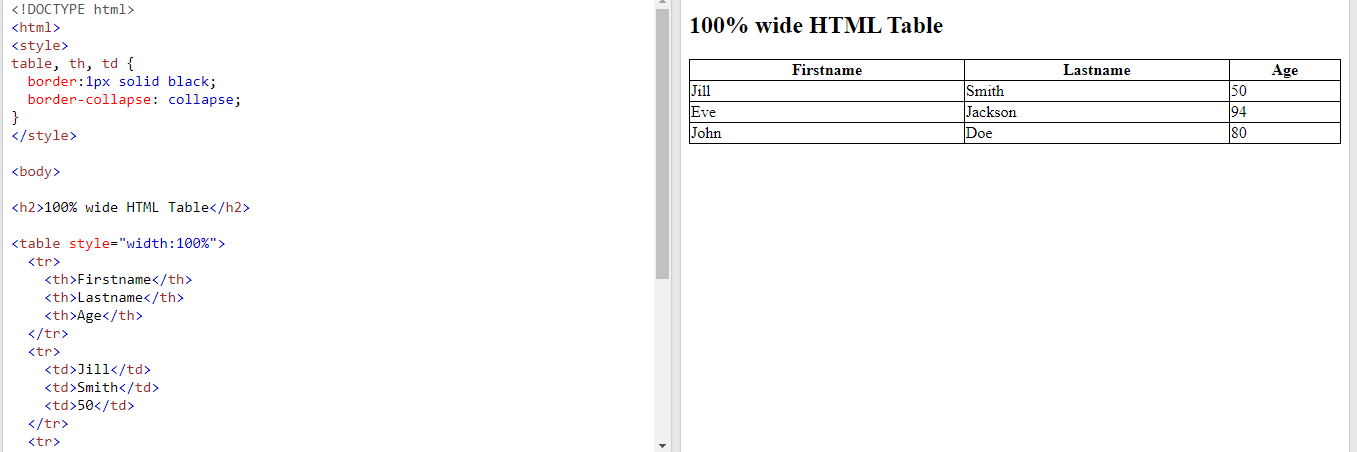 <!DOCTYPE html>
<html>
<style>
table, th, td {
  border:1px solid black;
  border-collapse: collapse;
}
</style>

<body>

<h2>100% wide HTML Table</h2>

<table style="width:100%">
  <tr>
    <th>Firstname</th>
    <th>Lastname</th>
    <th>Age</th>
  </tr>
  <tr>
    <td>Jill</td>
    <td>Smith</td>
    <td>50</td>
  </tr>
  <tr>
100% wide HTML Table
Firstname Lastname Age
Jill Smith 50
Eve Jackson 94
John Doe 80